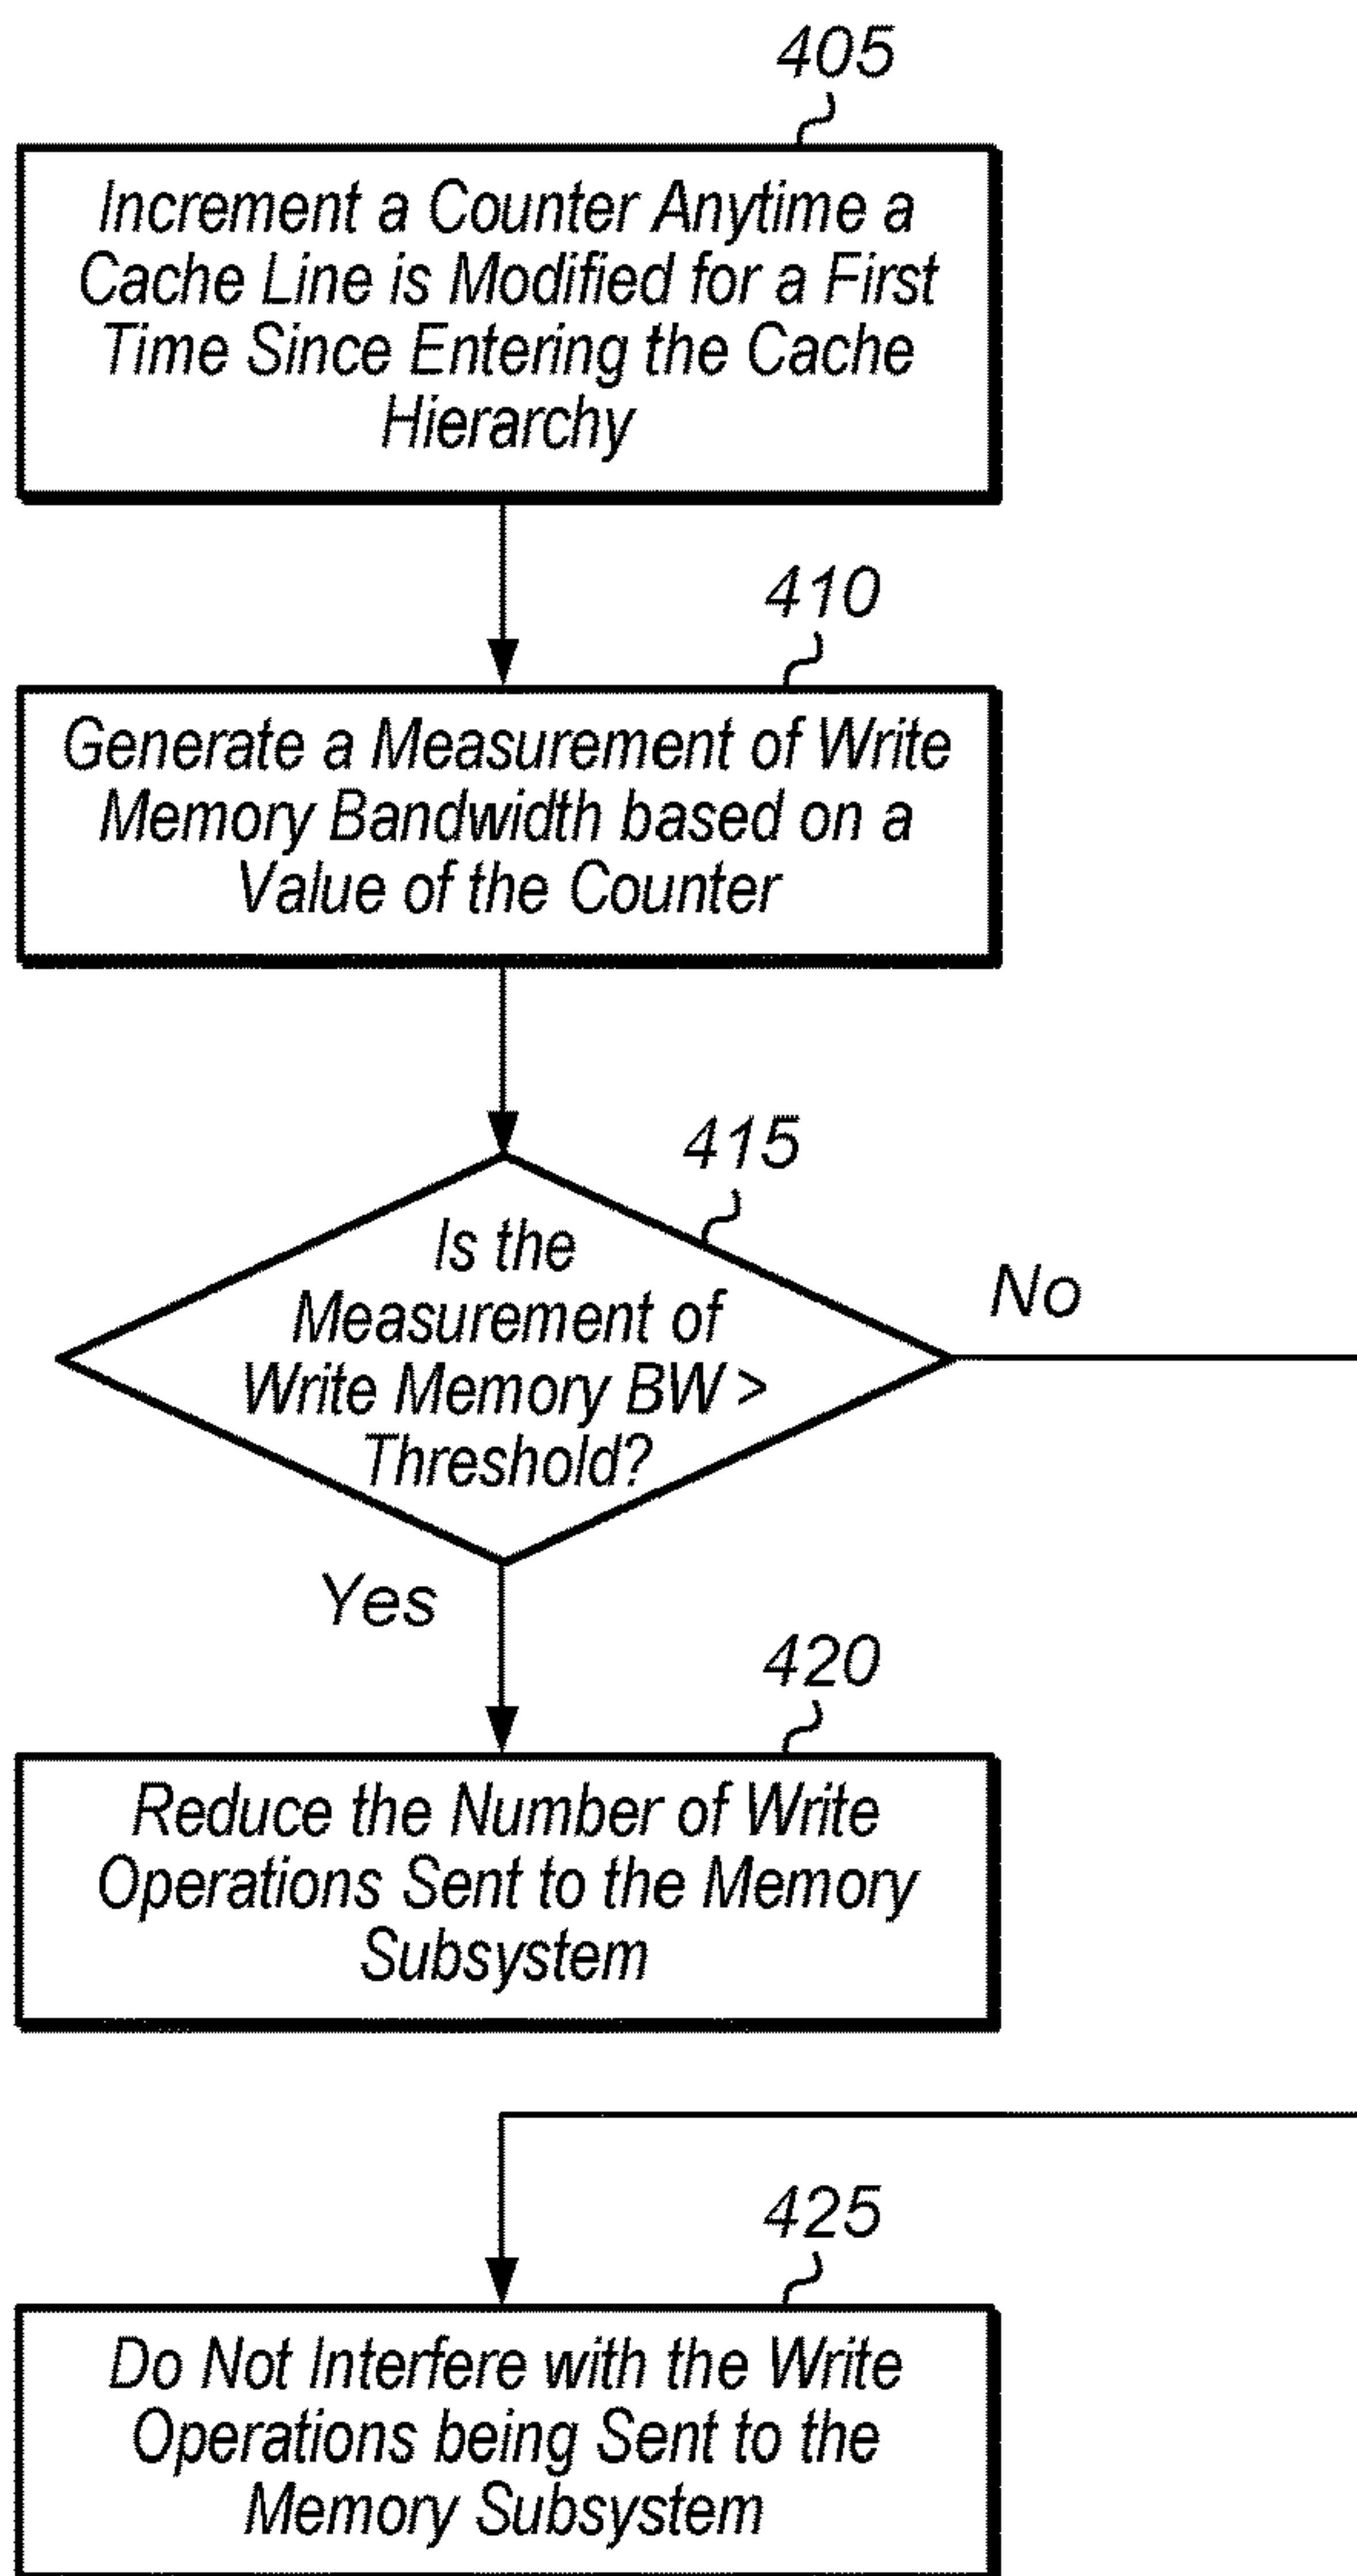 405
Increment a Counter Anytime a
Cache Line is Modified for a First
Time Since Entering the Cache
Hierarchy
410
Generate a Measurement of Write
Memory Bandwidth based on a
Value of the Counter
415
Is the
Measurement of
Write Memory BW >
Threshold?
No
Yes
420
Reduce the Number of Write
Operations Sent to the Memory
Subsystem
425
Do Not Interfere with the Write
Operations being Sent to the
Memory Subsystem